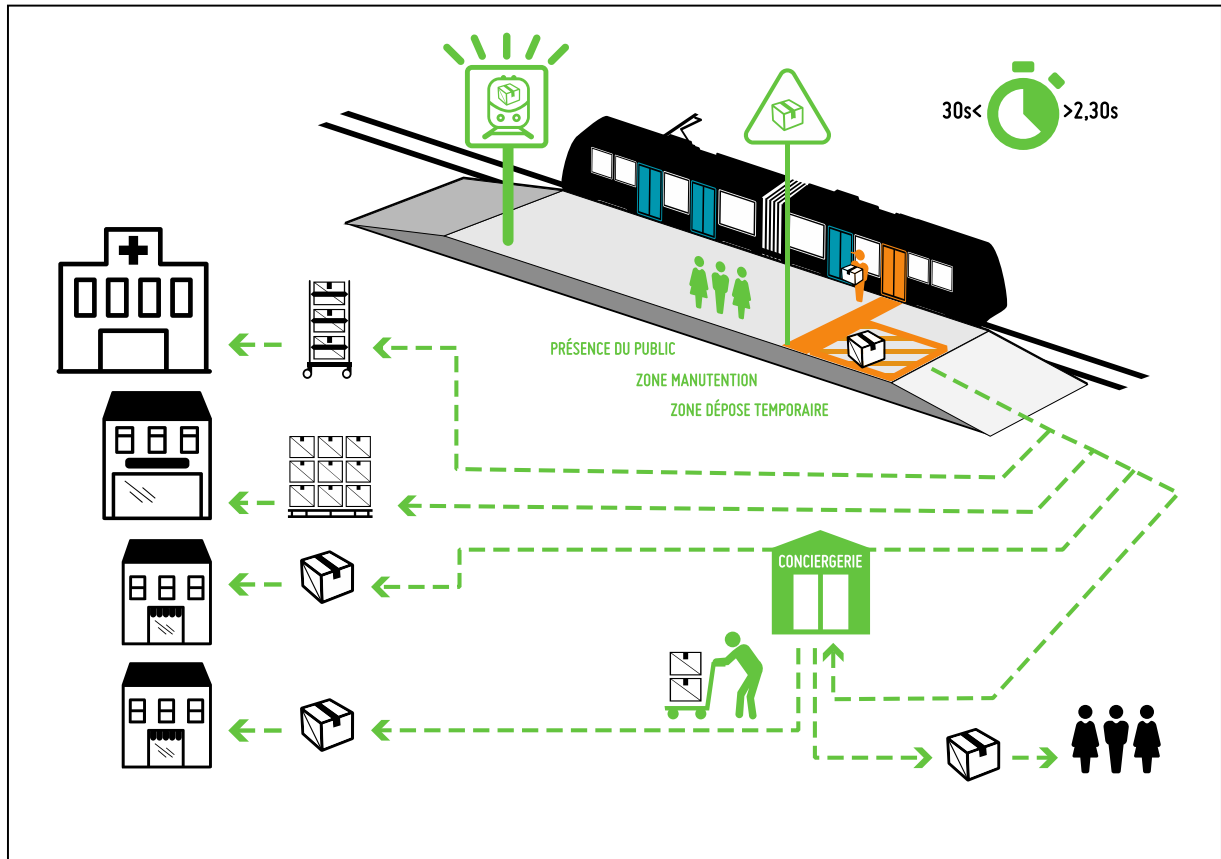 30s< >2,30s
PRÉSENCE DU PUBLIC
ZONE MANUTENTION
ZONE DÉPOSE TEMPORAIRE
CONCIERGERIE